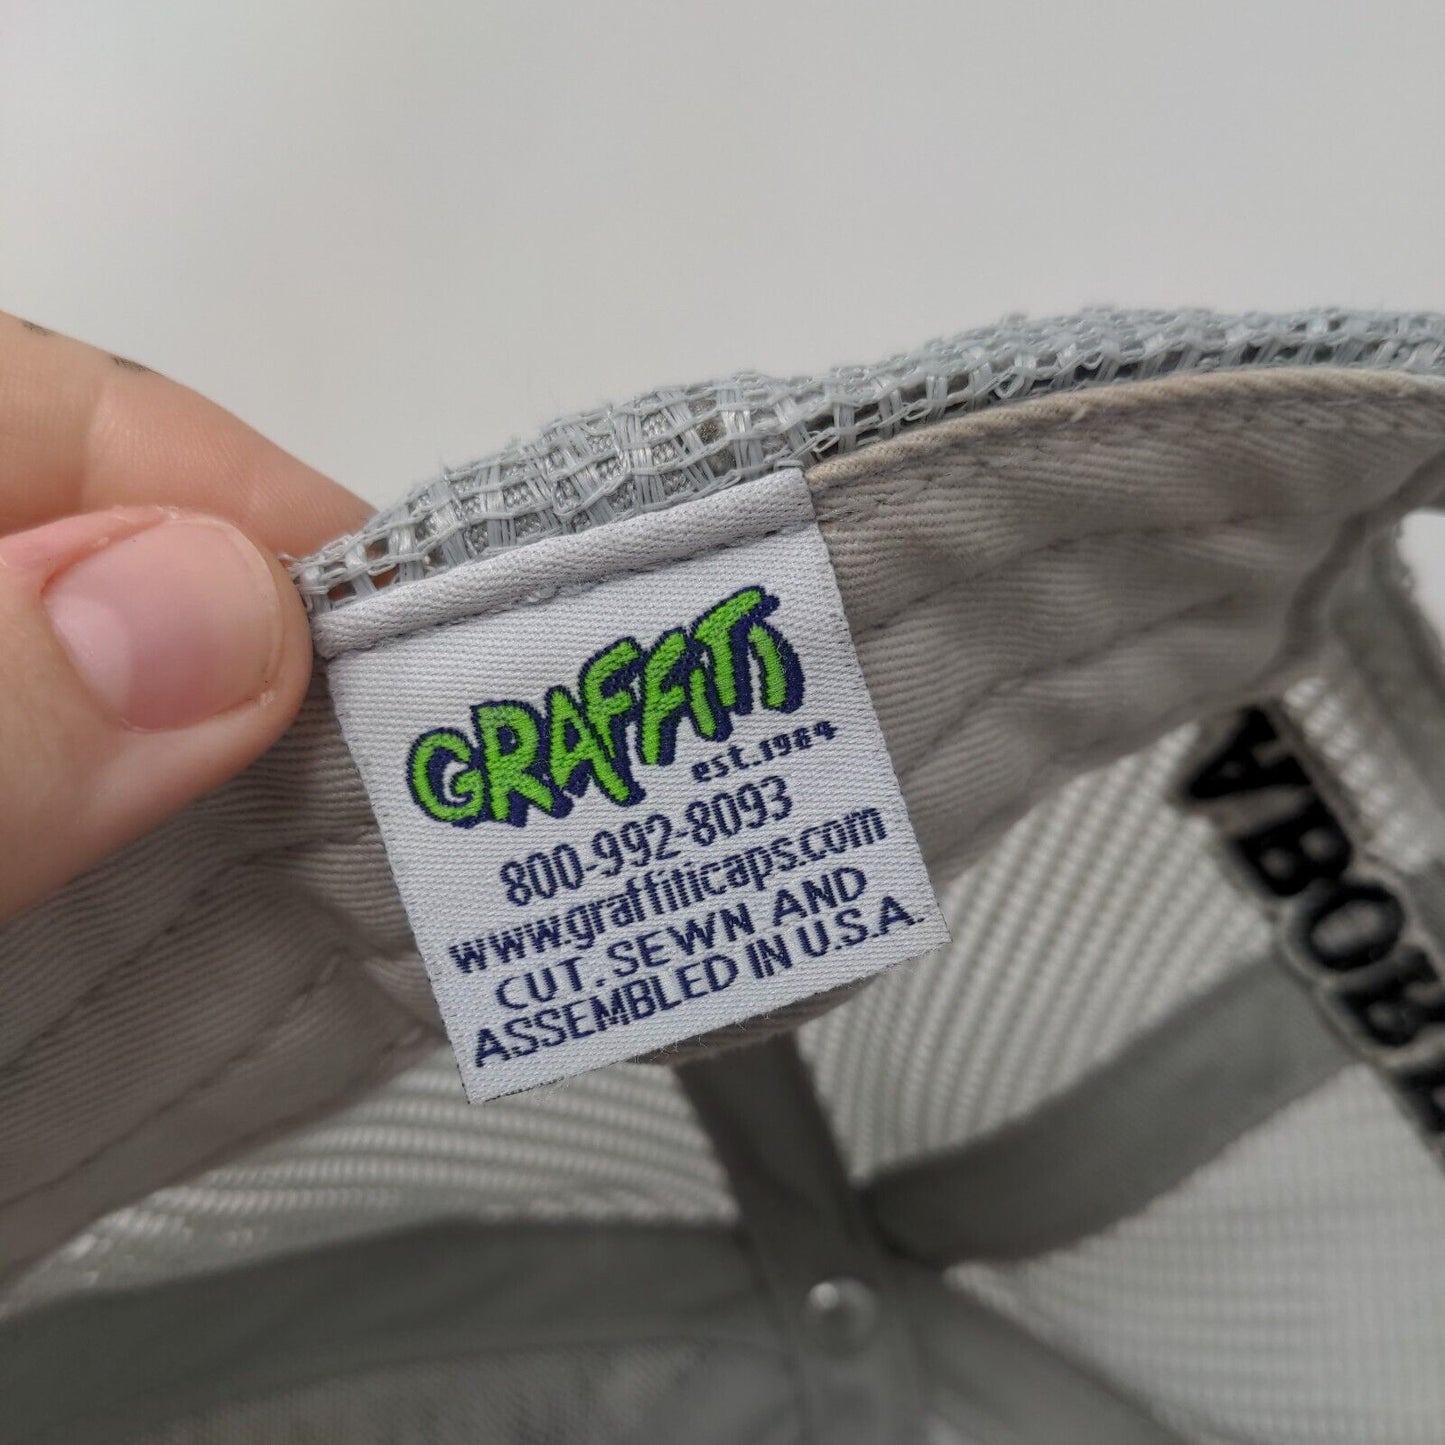 GRAFFITI
est.1984
800-992-8093
www.graffiticaps.com
CUT. SEWN AND
ASSEMBLED IN U.S.A.